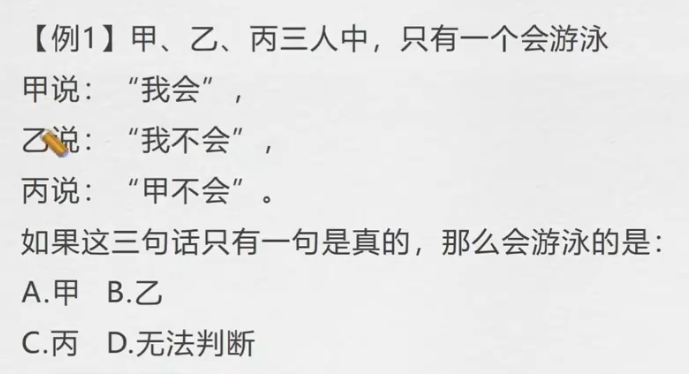 【例1】甲、乙、丙三人中，只有一个会游泳
甲说：“我会”，
乙说：“我不会”，
丙说：“甲不会”。
如果这三句话只有一句是真的，那么会游泳的是：
A.甲 B.乙
C.丙 D.无法判断